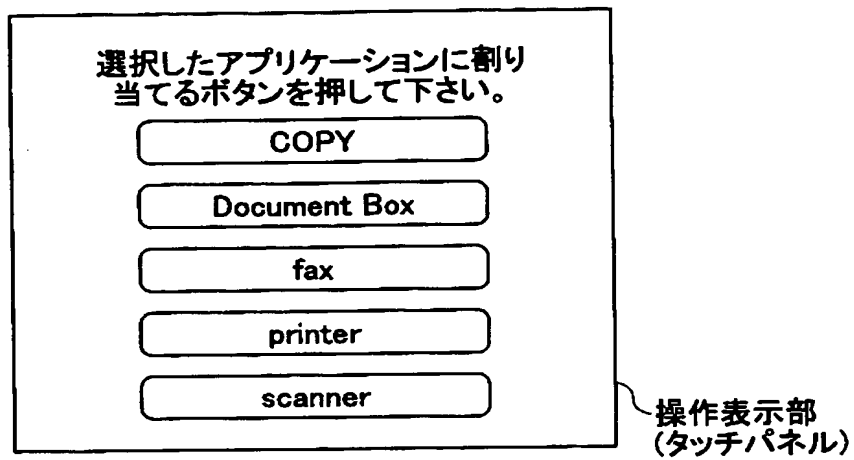 選択したアプリケーションに割り
当てるボタンを押して下さい。
COPY
Document Box
fax
printer
scanner
操作表示部
(タッチパネル)